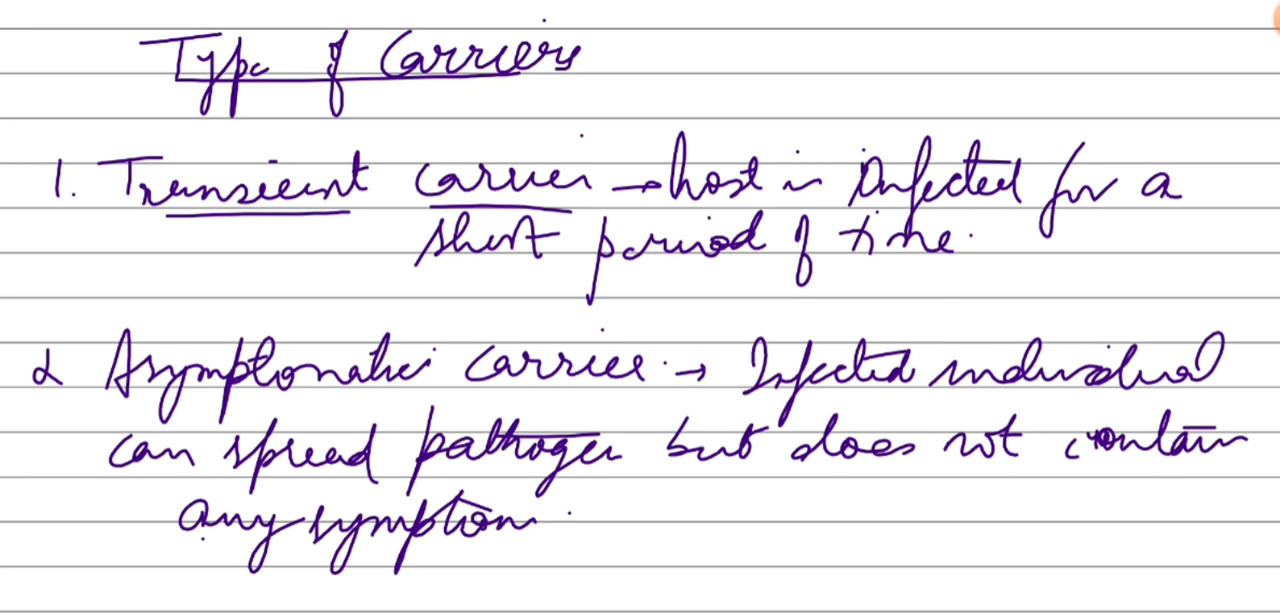 Type of Carriers
1. Transient carrier → host is infected for a
short period of time.
2 Asymptomatic carrier → Infected individual
can spread pathogen but does not contain
any symptom.